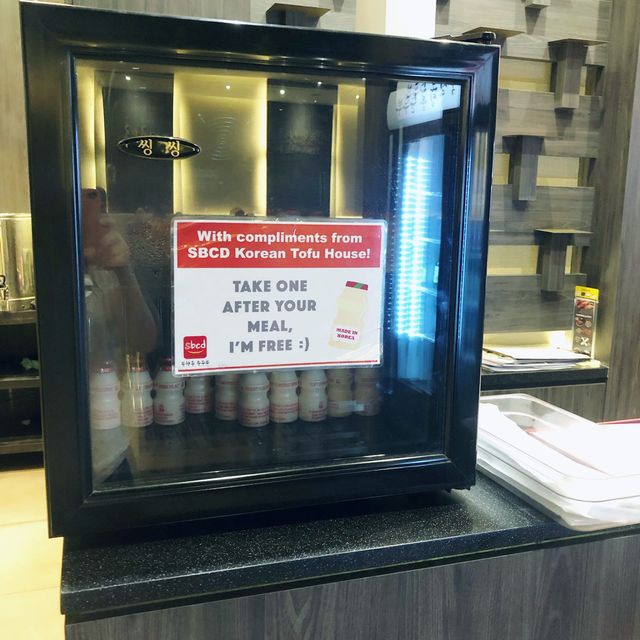 씽씽
With compliments from
SBCD Korean Tofu House!
TAKE ONE
AFTER YOUR
MEAL,
I'M FREE :)
MADE IN
KOREA
sbcd